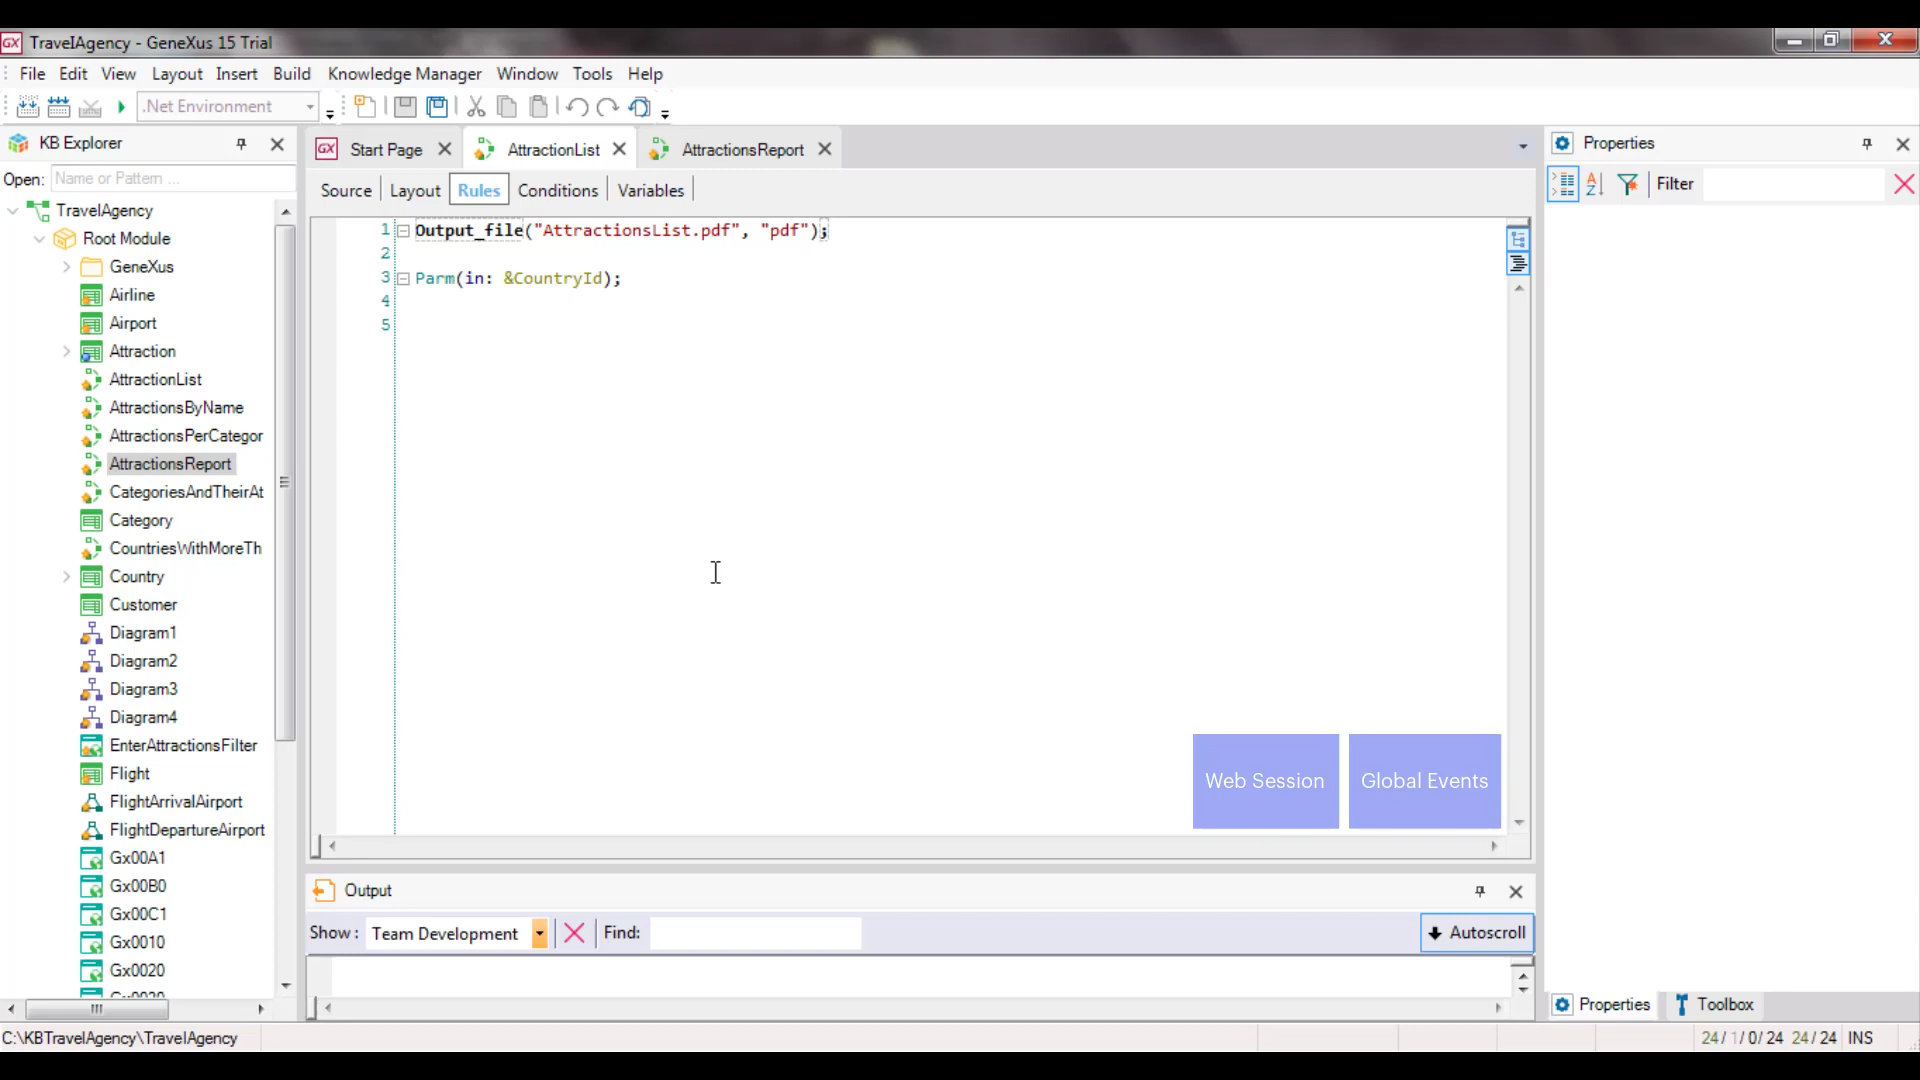 GX TravelAgency - GeneXus 15 Trial
File Edit View Layout Insert Build Knowledge Manager Window Tools Help
.Net Environment
KB Explorer
Open: Name or Pattern ...
TravelAgency
Root Module
GeneXus
Airline
Airport
Attraction
AttractionList
AttractionsByName
AttractionsPerCategor
AttractionsReport
CategoriesAndTheirAt
Category
CountriesWithMoreTh
Country
Customer
Diagram1
Diagram2
Diagram3
Diagram4
EnterAttractionsFilter
Flight
FlightArrivalAirport
FlightDepartureAirport
Gx00A1
Gx00B0
Gx00C1
Gx0010
Gx0020
GX Start Page AttractionList AttractionsReport
Source Layout Rules Conditions Variables
1 Output_file("AttractionsList.pdf", "pdf");
2
3 Parm(in: &CountryId);
4
5
Web Session Global Events
Output
Show: Team Development Find: Autoscroll
Properties
Filter
Properties Toolbox
C:\KBTravelAgency\TravelAgency 24/1/0/24 24/24 INS